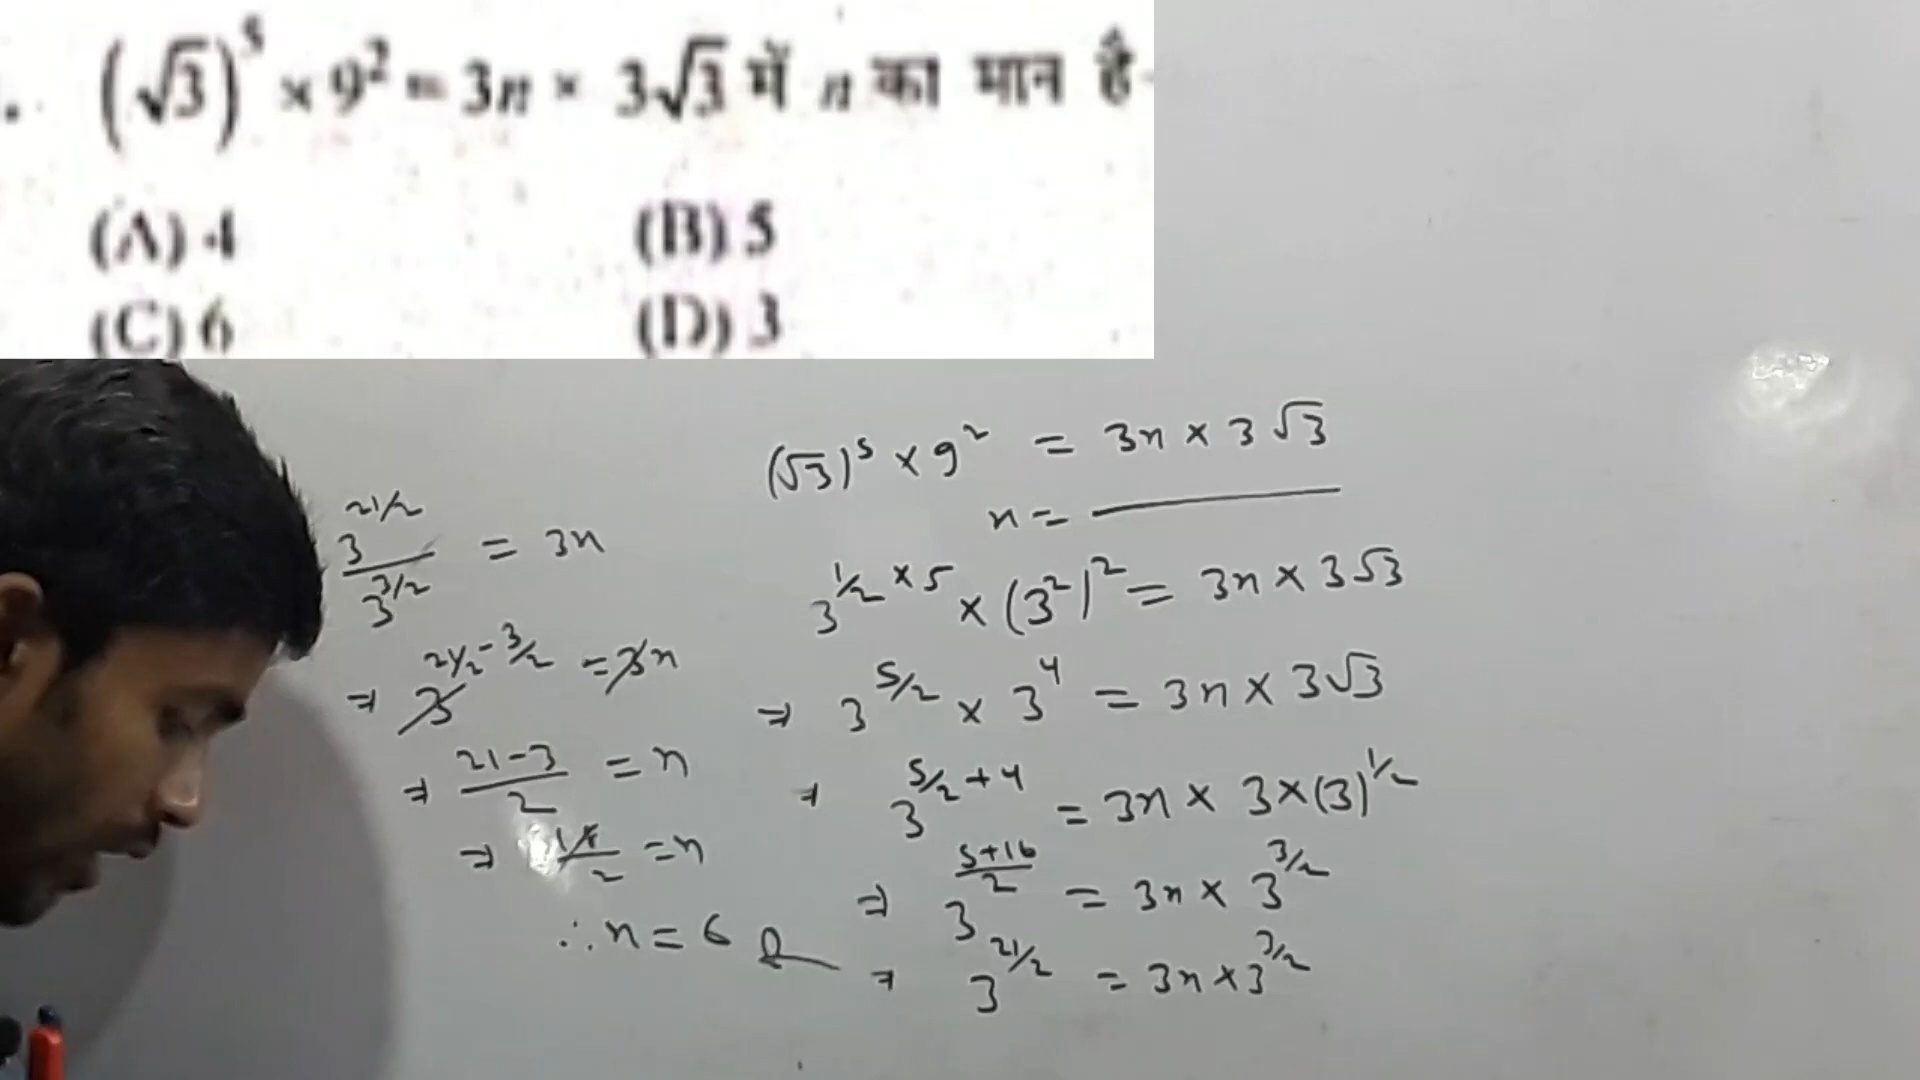 . (√3)⁵ × 9² = 3n × 3√3 में n का मान है-
(A) 4 (B) 5
(C) 6 (D) 3
(√3)⁵ × 9² = 3n × 3√3
n = ———
3^(1/2 × 5) × (3²)² = 3n × 3√3
⇒ 3^(5/2) × 3⁴ = 3n × 3√3
⇒ 3^(5/2 + 4) = 3n × 3 × (3)^(1/2)
⇒ 3^((5+16)/2) = 3n × 3^(3/2)
⇒ 3^(21/2) = 3n × 3^(3/2)
3^(21/2) / 3^(3/2) = 3n
⇒ 3^(21/2 - 3/2) = 3n
⇒ (21-3)/2 = n
⇒ /2 = n
∴ n = 6